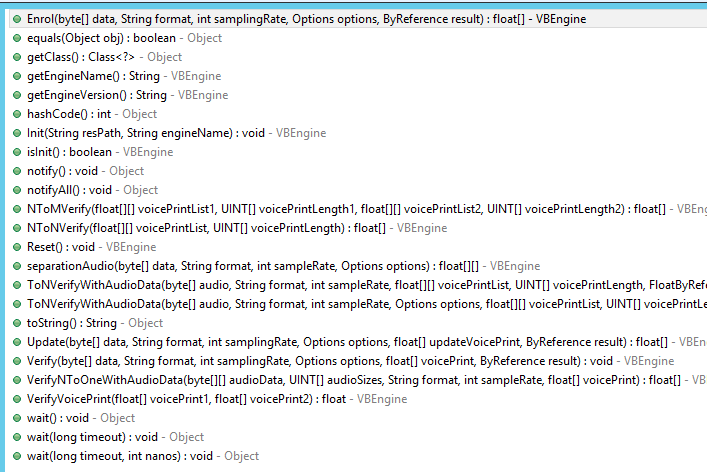 Enrol(byte[] data, String format, int samplingRate, Options options, ByReference result) : float[] - VBEngine
equals(Object obj) : boolean - Object
getClass() : Class<?> - Object
getEngineName() : String - VBEngine
getEngineVersion() : String - VBEngine
hashCode() : int - Object
Init(String resPath, String engineName) : void - VBEngine
isInit() : boolean - VBEngine
notify() : void - Object
notifyAll() : void - Object
NToMVerify(float[][] voicePrintList1, UINT[] voicePrintLength1, float[][] voicePrintList2, UINT[] voicePrintLength2) : float[] - VBEng
NToNVerify(float[][] voicePrintList, UINT[] voicePrintLength) : float[] - VBEngine
Reset() : void - VBEngine
separationAudio(byte[] data, String format, int sampleRate, Options options) : float[][] - VBEngine
ToNVerifyWithAudioData(byte[] audio, String format, int sampleRate, float[][] voicePrintList, UINT[] voicePrintLength, FloatByRef
ToNVerifyWithAudioData(byte[] audio, String format, int sampleRate, Options options, float[][] voicePrintList, UINT[] voicePrintLe
toString() : String - Object
Update(byte[] data, String format, int samplingRate, Options options, float[] updateVoicePrint, ByReference result) : float[] - VBEn
Verify(byte[] data, String format, int samplingRate, Options options, float[] voicePrint, ByReference result) : void - VBEngine
VerifyNToOneWithAudioData(byte[][] audioData, UINT[] audioSizes, String format, int sampleRate, float[] voicePrint) : float[] - VB
VerifyVoicePrint(float[] voicePrint1, float[] voicePrint2) : float - VBEngine
wait() : void - Object
wait(long timeout) : void - Object
wait(long timeout, int nanos) : void - Object